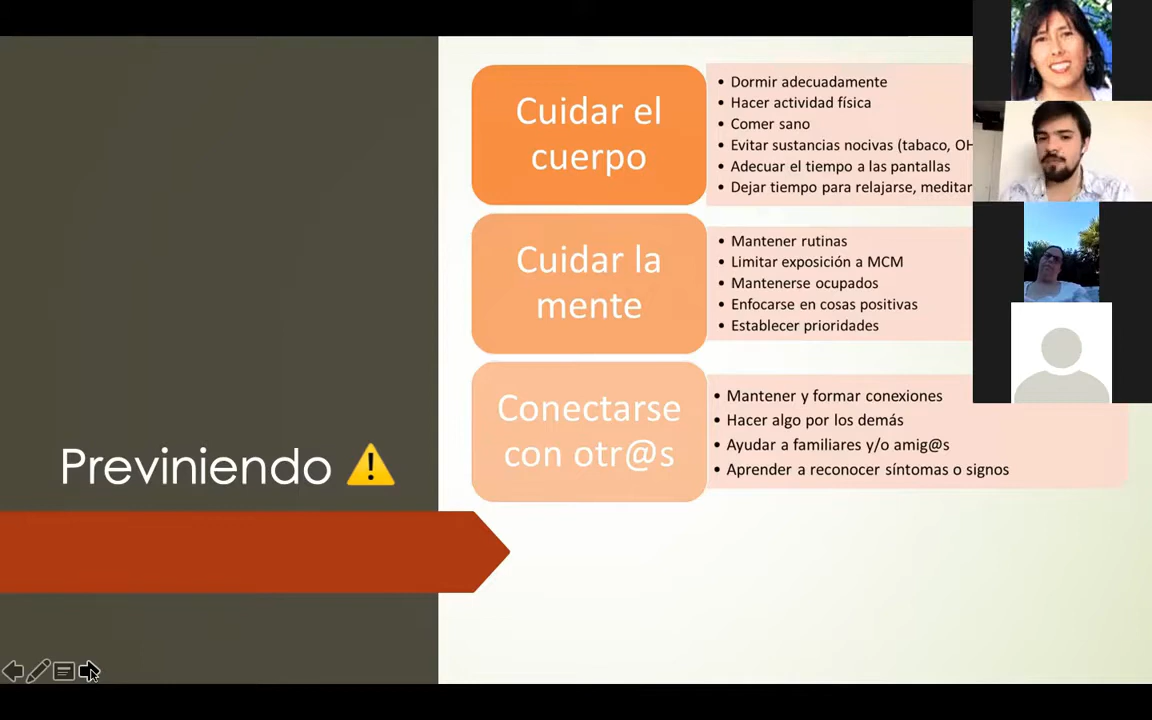 Previniendo
Cuidar el
cuerpo
• Dormir adecuadamente
• Hacer actividad física
• Comer sano
• Evitar sustancias nocivas (tabaco, OH
• Adecuar el tiempo a las pantallas
• Dejar tiempo para relajarse, meditar
Cuidar la
mente
• Mantener rutinas
• Limitar exposición a MCM
• Mantenerse ocupados
• Enfocarse en cosas positivas
• Establecer prioridades
Conectarse
con otr@s
• Mantener y formar conexiones
• Hacer algo por los demás
• Ayudar a familiares y/o amig@s
• Aprender a reconocer síntomas o signos